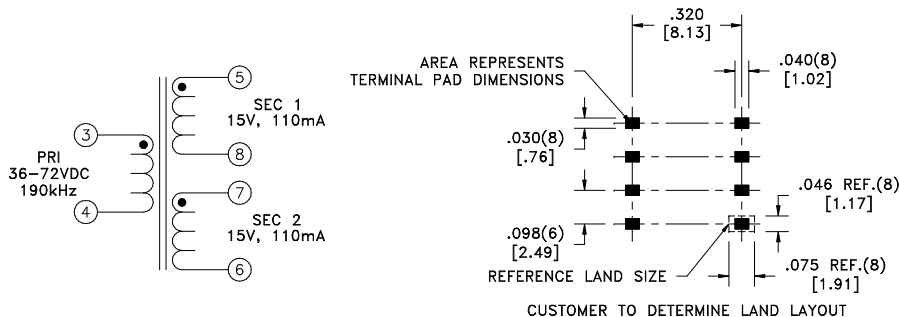 3
PRI
36-72VDC
190kHz
4
5
SEC 1
15V, 110mA
8
7
SEC 2
15V, 110mA
6
.320
[8.13]
AREA REPRESENTS
TERMINAL PAD DIMENSIONS
.040(8)
[1.02]
.030(8)
[.76]
.046 REF.(8)
[1.17]
.098(6)
[2.49]
REFERENCE LAND SIZE
.075 REF.(8)
[1.91]
CUSTOMER TO DETERMINE LAND LAYOUT